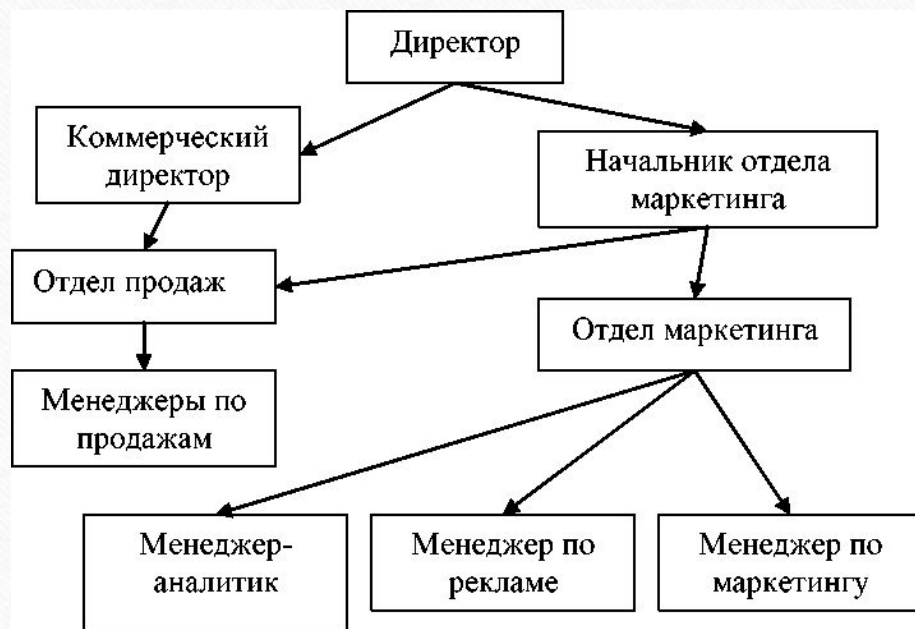 Директор
Коммерческий
директор
Начальник отдела
маркетинга
Отдел продаж
Отдел маркетинга
Менеджеры по
продажам
Менеджер-
аналитик
Менеджер по
рекламе
Менеджер по
маркетингу